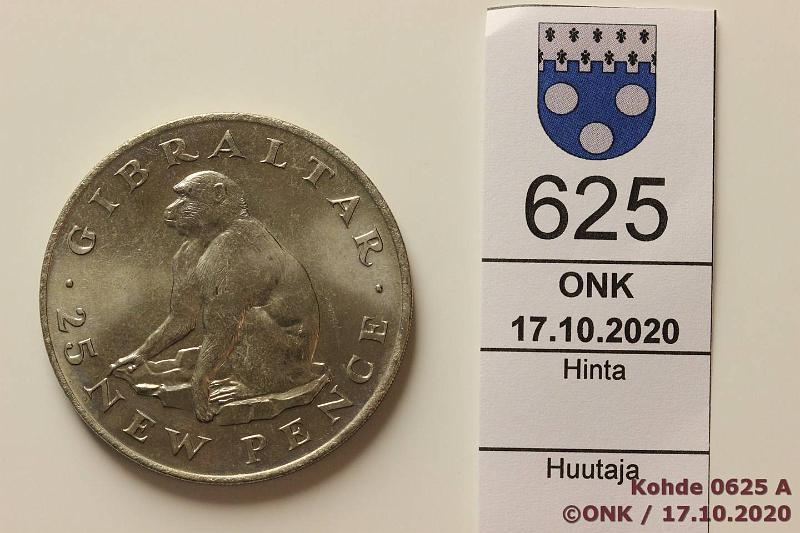 · GIBRALTAR ·
25 NEW PENCE
625
ONK
17.10.2020
Hinta
Huutaja
Kohde 0625 A
©ONK / 17.10.2020